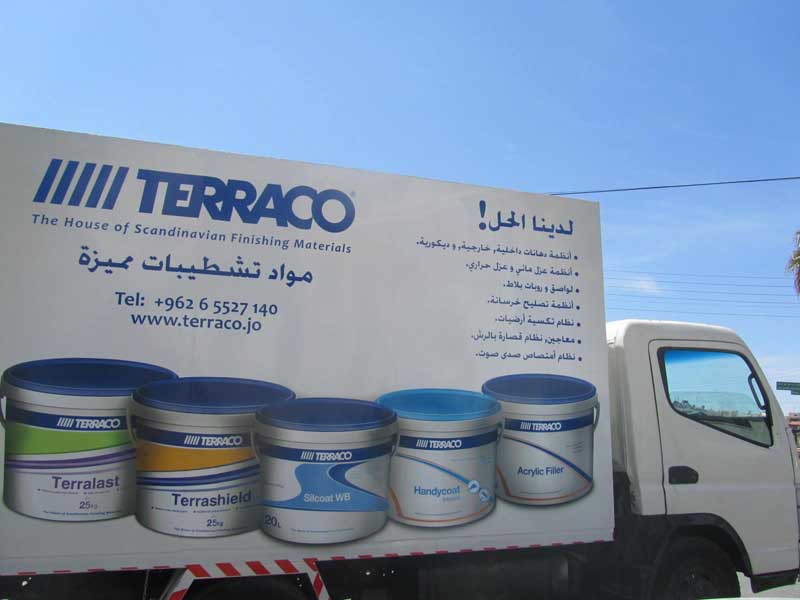 TERRACO
The House of Scandinavian Finishing Materials
مواد تشطيبات مميزة
Tel: +962 6 5527 140
www.terraco.jo
لدينا الحل!
• أنظمة دهانات داخلية, خارجية, و ديكورية.
• أنظمة عزل مائي و عزل حراري.
• لواصق و روبات بلاط.
• أنظمة تصليح خرسانة.
• نظام تكسية أرضيات.
• معاجين, نظام قصارة بالرش.
• نظام أمتصاص صدى صوت.
TERRACO
Terralast
25kg
TERRACO
Terrashield
25kg
TERRACO
Silcoat WB
20L
TERRACO
Handycoat
TERRACO
Acrylic Filler